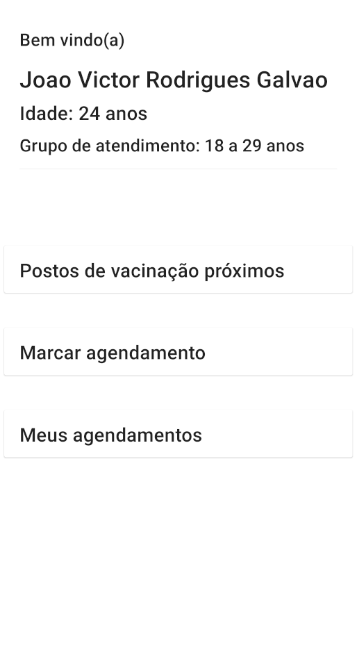 Bem vindo(a)
Joao Victor Rodrigues Galvao
Idade: 24 anos
Grupo de atendimento: 18 a 29 anos
Postos de vacinação próximos
Marcar agendamento
Meus agendamentos